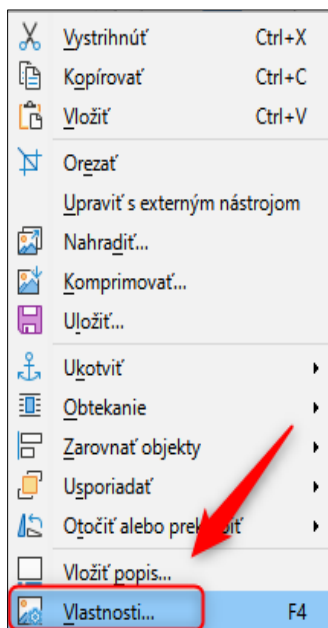 Vystrihnúť Ctrl+X
Kopírovať Ctrl+C
Vložiť Ctrl+V
Orezať
Upraviť s externým nástrojom
Nahradiť...
Komprimovať...
Uložiť...
Ukotviť
Obtekanie
Zarovnať objekty
Usporiadať
Otočiť alebo
Vložiť popis...
Vlastnosti... F4